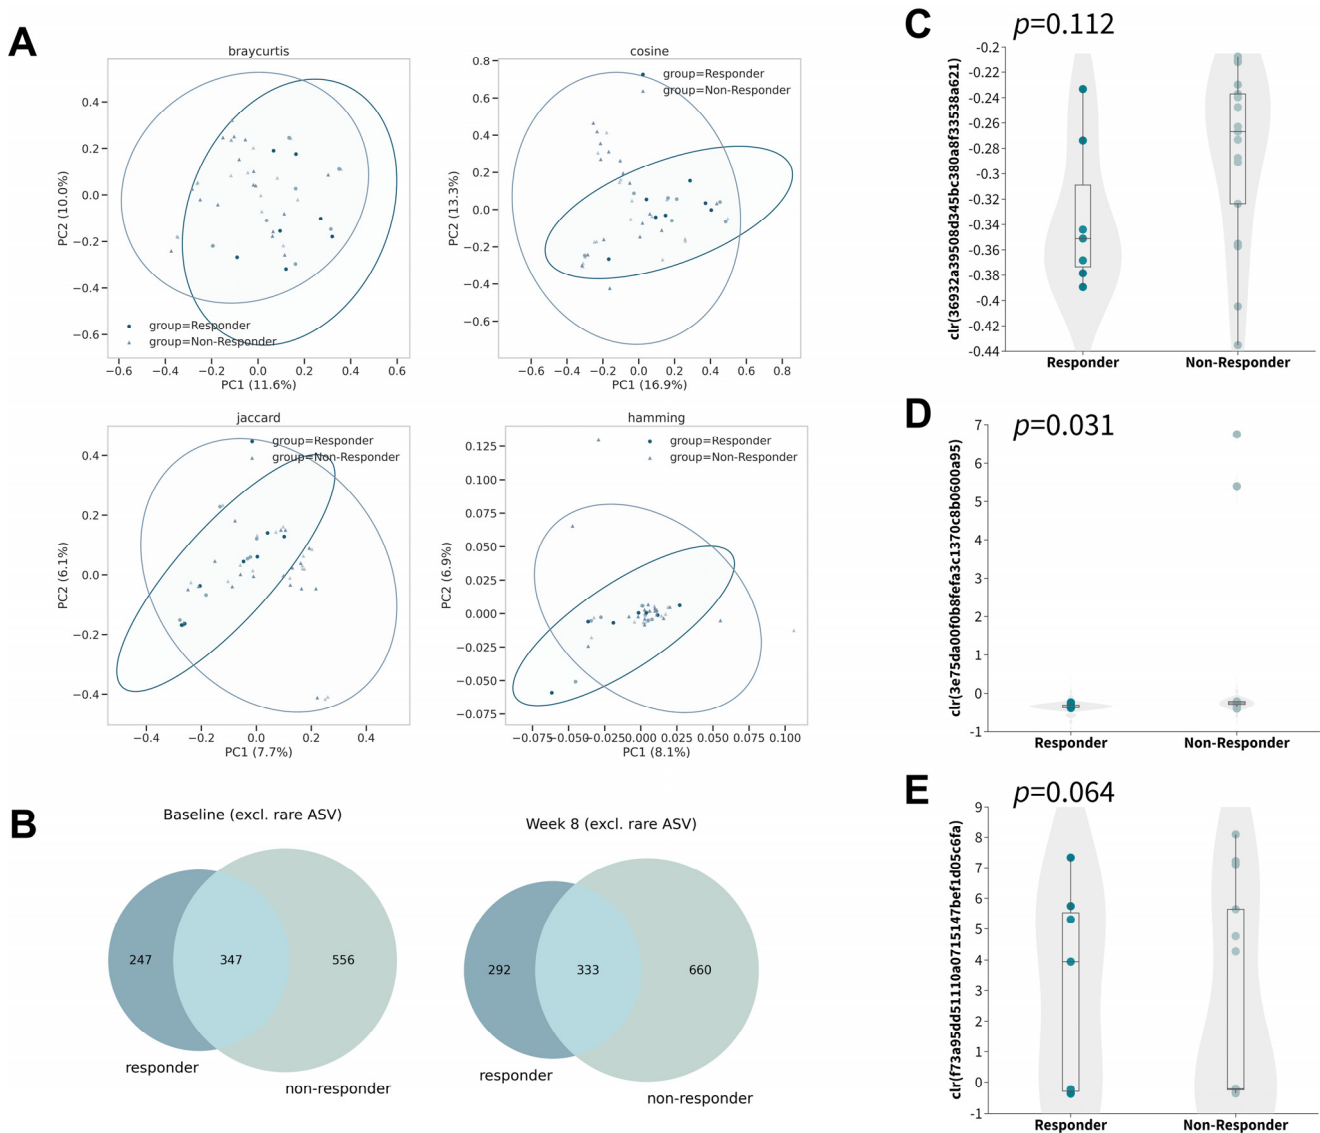 A
braycurtis
PC2 (10.0%)
0.4
0.2
0.0
−0.2
−0.4
−0.6
group=Responder
group=Non-Responder
−0.6 −0.4 −0.2 0.0 0.2 0.4 0.6
PC1 (11.6%)
cosine
PC2 (13.3%)
0.8
0.6
0.4
0.2
0.0
−0.2
−0.4
−0.6
group=Responder
group=Non-Responder
−0.6 −0.4 −0.2 0.0 0.2 0.4 0.6 0.8
PC1 (16.9%)
jaccard
PC2 (6.1%)
0.4
0.2
0.0
−0.2
−0.4
group=Responder
group=Non-Responder
−0.4 −0.2 0.0 0.2 0.4
PC1 (7.7%)
hamming
PC2 (6.9%)
0.125
0.100
0.075
0.050
0.025
0.000
−0.025
−0.050
−0.075
group=Responder
group=Non-Responder
−0.075 −0.050 −0.025 0.000 0.025 0.050 0.075 0.100
PC1 (8.1%)
B
Baseline (excl. rare ASV)
247 347 556
responder
non-responder
Week 8 (excl. rare ASV)
292 333 660
responder
non-responder
C
p=0.112
clr(36932a39508d345bc380a8f33538a621)
-0.2
-0.22
-0.24
-0.26
-0.28
-0.3
-0.32
-0.34
-0.36
-0.38
-0.4
-0.42
-0.44
Responder Non-Responder
D
p=0.031
clr(3e75da00f0b8fefa3c1370c8b0600a95)
7
6
5
4
3
2
1
0
-1
Responder Non-Responder
E
p=0.064
clr(f73a95dd51110a0715147bef1d05c6fa)
9
8
7
6
5
4
3
2
1
0
-1
Responder Non-Responder